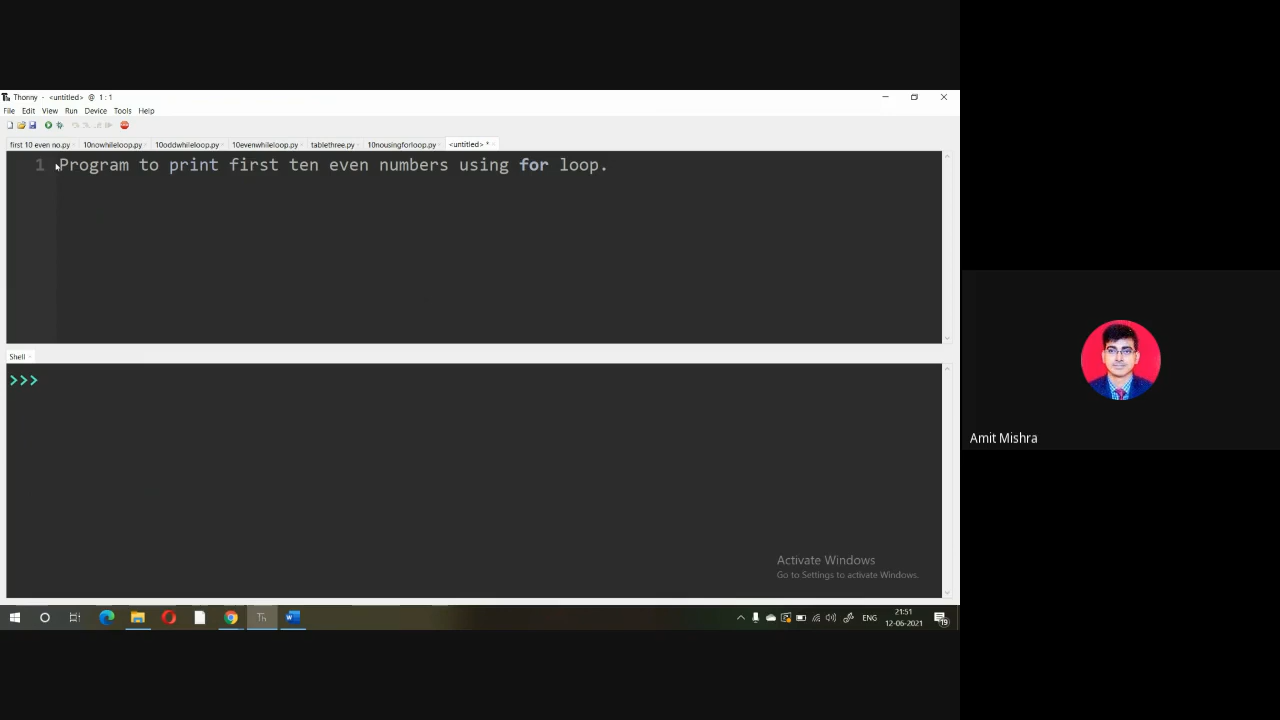 Thonny - <untitled> @ 1 : 1
File Edit View Run Device Tools Help
first 10 even no.py 10nowhileloop.py 10oddwhileloop.py 10evenwhileloop.py tablethree.py 10nousingforloop.py <untitled> *
1 Program to print first ten even numbers using for loop.
Shell
>>>
Amit Mishra
Activate Windows
Go to Settings to activate Windows.
Th W ENG 21:51
12-06-2021 19